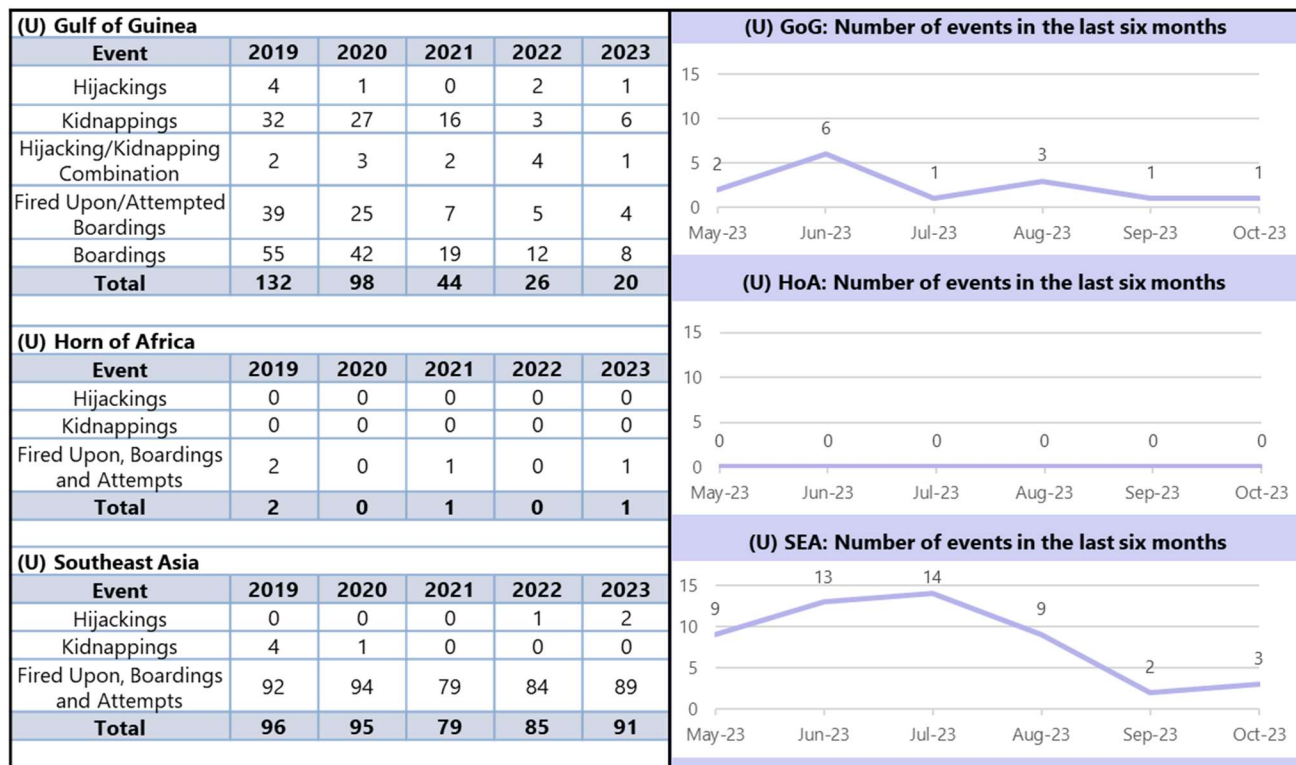 (U) Gulf of Guinea
Event 2019 2020 2021 2022 2023
Hijackings 4 1 0 2 1
Kidnappings 32 27 16 3 6
Hijacking/Kidnapping
Combination 2 3 2 4 1
Fired Upon/Attempted
Boardings 39 25 7 5 4
Boardings 55 42 19 12 8
Total 132 98 44 26 20
(U) Horn of Africa
Event 2019 2020 2021 2022 2023
Hijackings 0 0 0 0 0
Kidnappings 0 0 0 0 0
Fired Upon, Boardings
and Attempts 2 0 1 0 1
Total 2 0 1 0 1
(U) Southeast Asia
Event 2019 2020 2021 2022 2023
Hijackings 0 0 0 1 2
Kidnappings 4 1 0 0 0
Fired Upon, Boardings
and Attempts 92 94 79 84 89
Total 96 95 79 85 91
(U) GoG: Number of events in the last six months
15
10
5
0
2 6 1 3 1 1
May-23 Jun-23 Jul-23 Aug-23 Sep-23 Oct-23
(U) HoA: Number of events in the last six months
15
10
5
0
0 0 0 0 0 0
May-23 Jun-23 Jul-23 Aug-23 Sep-23 Oct-23
(U) SEA: Number of events in the last six months
15
10
5
0
9 13 14 9 2 3
May-23 Jun-23 Jul-23 Aug-23 Sep-23 Oct-23